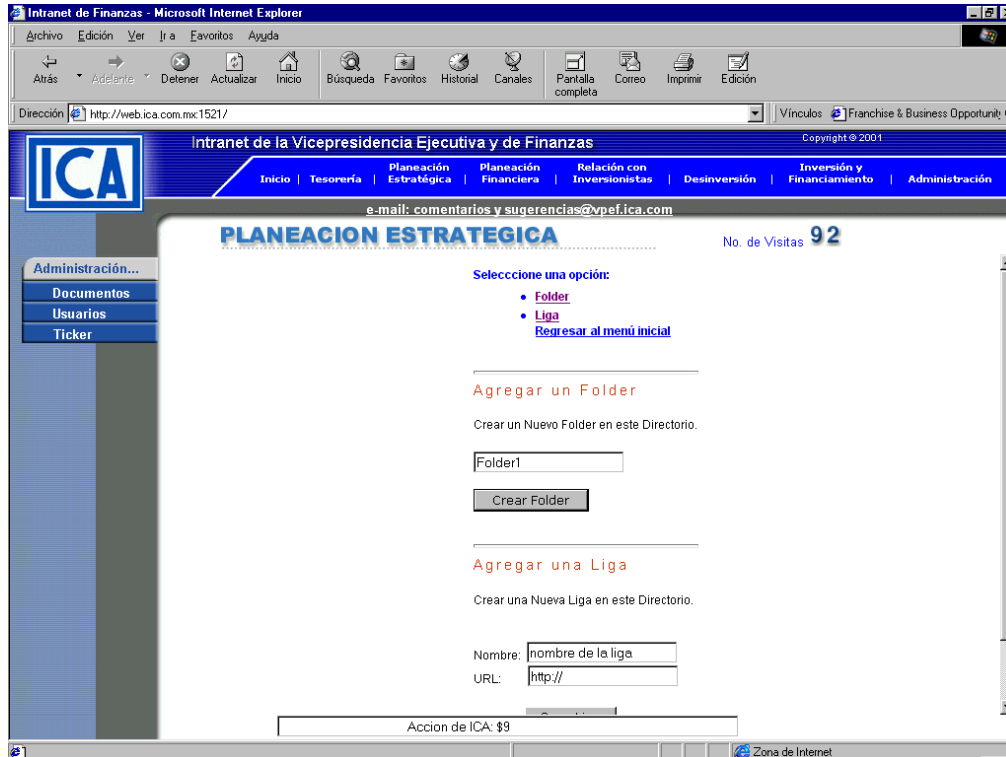 Intranet de Finanzas - Microsoft Internet Explorer
Archivo Edición Ver Ir a Favoritos Ayuda
Atrás Adelante Detener Actualizar Inicio Búsqueda Favoritos Historial Canales Pantalla completa Correo Imprimir Edición
Dirección http://web.ica.com.mx:1521/ Vínculos Franchise & Business Opportunity
ICA
Intranet de la Vicepresidencia Ejecutiva y de Finanzas Copyright © 2001
Inicio | Tesorería | Planeación Estratégica | Planeación Financiera | Relación con Inversionistas | Desinversión | Inversión y Financiamiento | Administración
e-mail: comentarios y sugerencias@vpef.ica.com
PLANEACION ESTRATEGICA No. de Visitas 92
Administración...
Documentos
Usuarios
Ticker
Selecccione una opción:
• Folder
• Liga
Regresar al menú inicial
Agregar un Folder
Crear un Nuevo Folder en este Directorio.
Folder1
Crear Folder
Agregar una Liga
Crear una Nueva Liga en este Directorio.
Nombre: nombre de la liga
URL: http://
Accion de ICA: $9
Zona de Internet